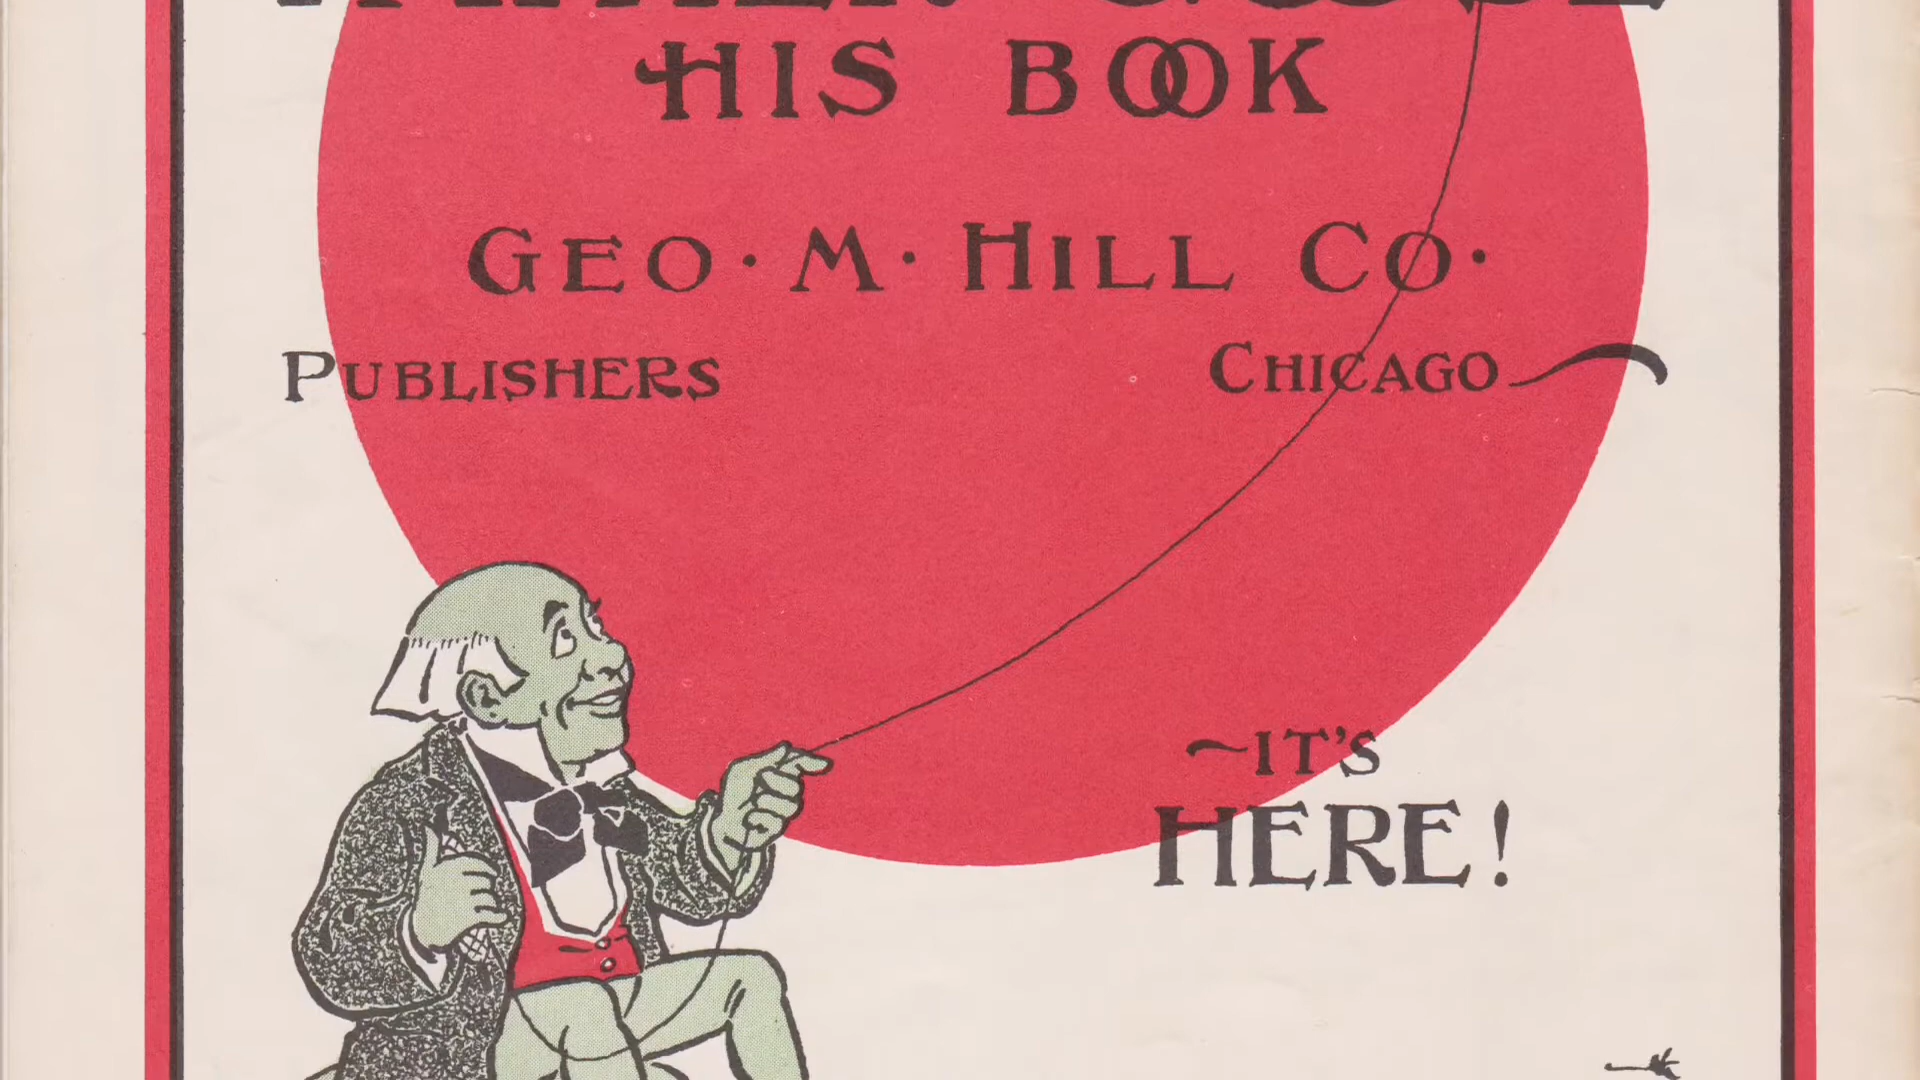 HIS BOOK
GEO· M· HILL CO·
PUBLISHERS CHICAGO
IT'S
HERE!